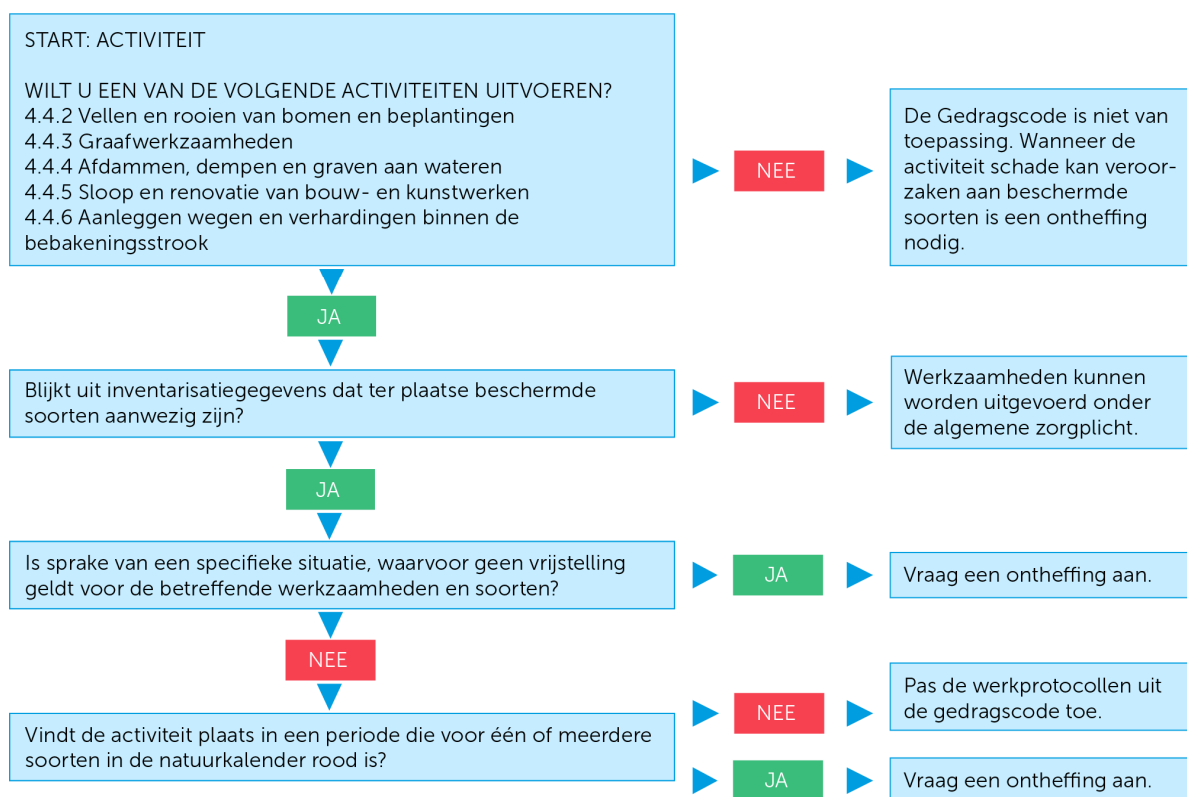 START: ACTIVITEIT
WILT U EEN VAN DE VOLGENDE ACTIVITEITEN UITVOEREN?
4.4.2 Vellen en rooien van bomen en beplantingen
4.4.3 Graafwerkzaamheden
4.4.4 Afdammen, dempen en graven aan wateren
4.4.5 Sloop en renovatie van bouw- en kunstwerken
4.4.6 Aanleggen wegen en verhardingen binnen de
bebakeningsstrook
NEE
De Gedragscode is niet van
toepassing. Wanneer de
activiteit schade kan veroor-
zaken aan beschermde
soorten is een ontheffing
nodig.
JA
Blijkt uit inventarisatiegegevens dat ter plaatse beschermde
soorten aanwezig zijn?
NEE
Werkzaamheden kunnen
worden uitgevoerd onder
de algemene zorgplicht.
JA
Is sprake van een specifieke situatie, waarvoor geen vrijstelling
geldt voor de betreffende werkzaamheden en soorten?
JA
Vraag een ontheffing aan.
NEE
Vindt de activiteit plaats in een periode die voor één of meerdere
soorten in de natuurkalender rood is?
NEE
Pas de werkprotocollen uit
de gedragscode toe.
JA
Vraag een ontheffing aan.